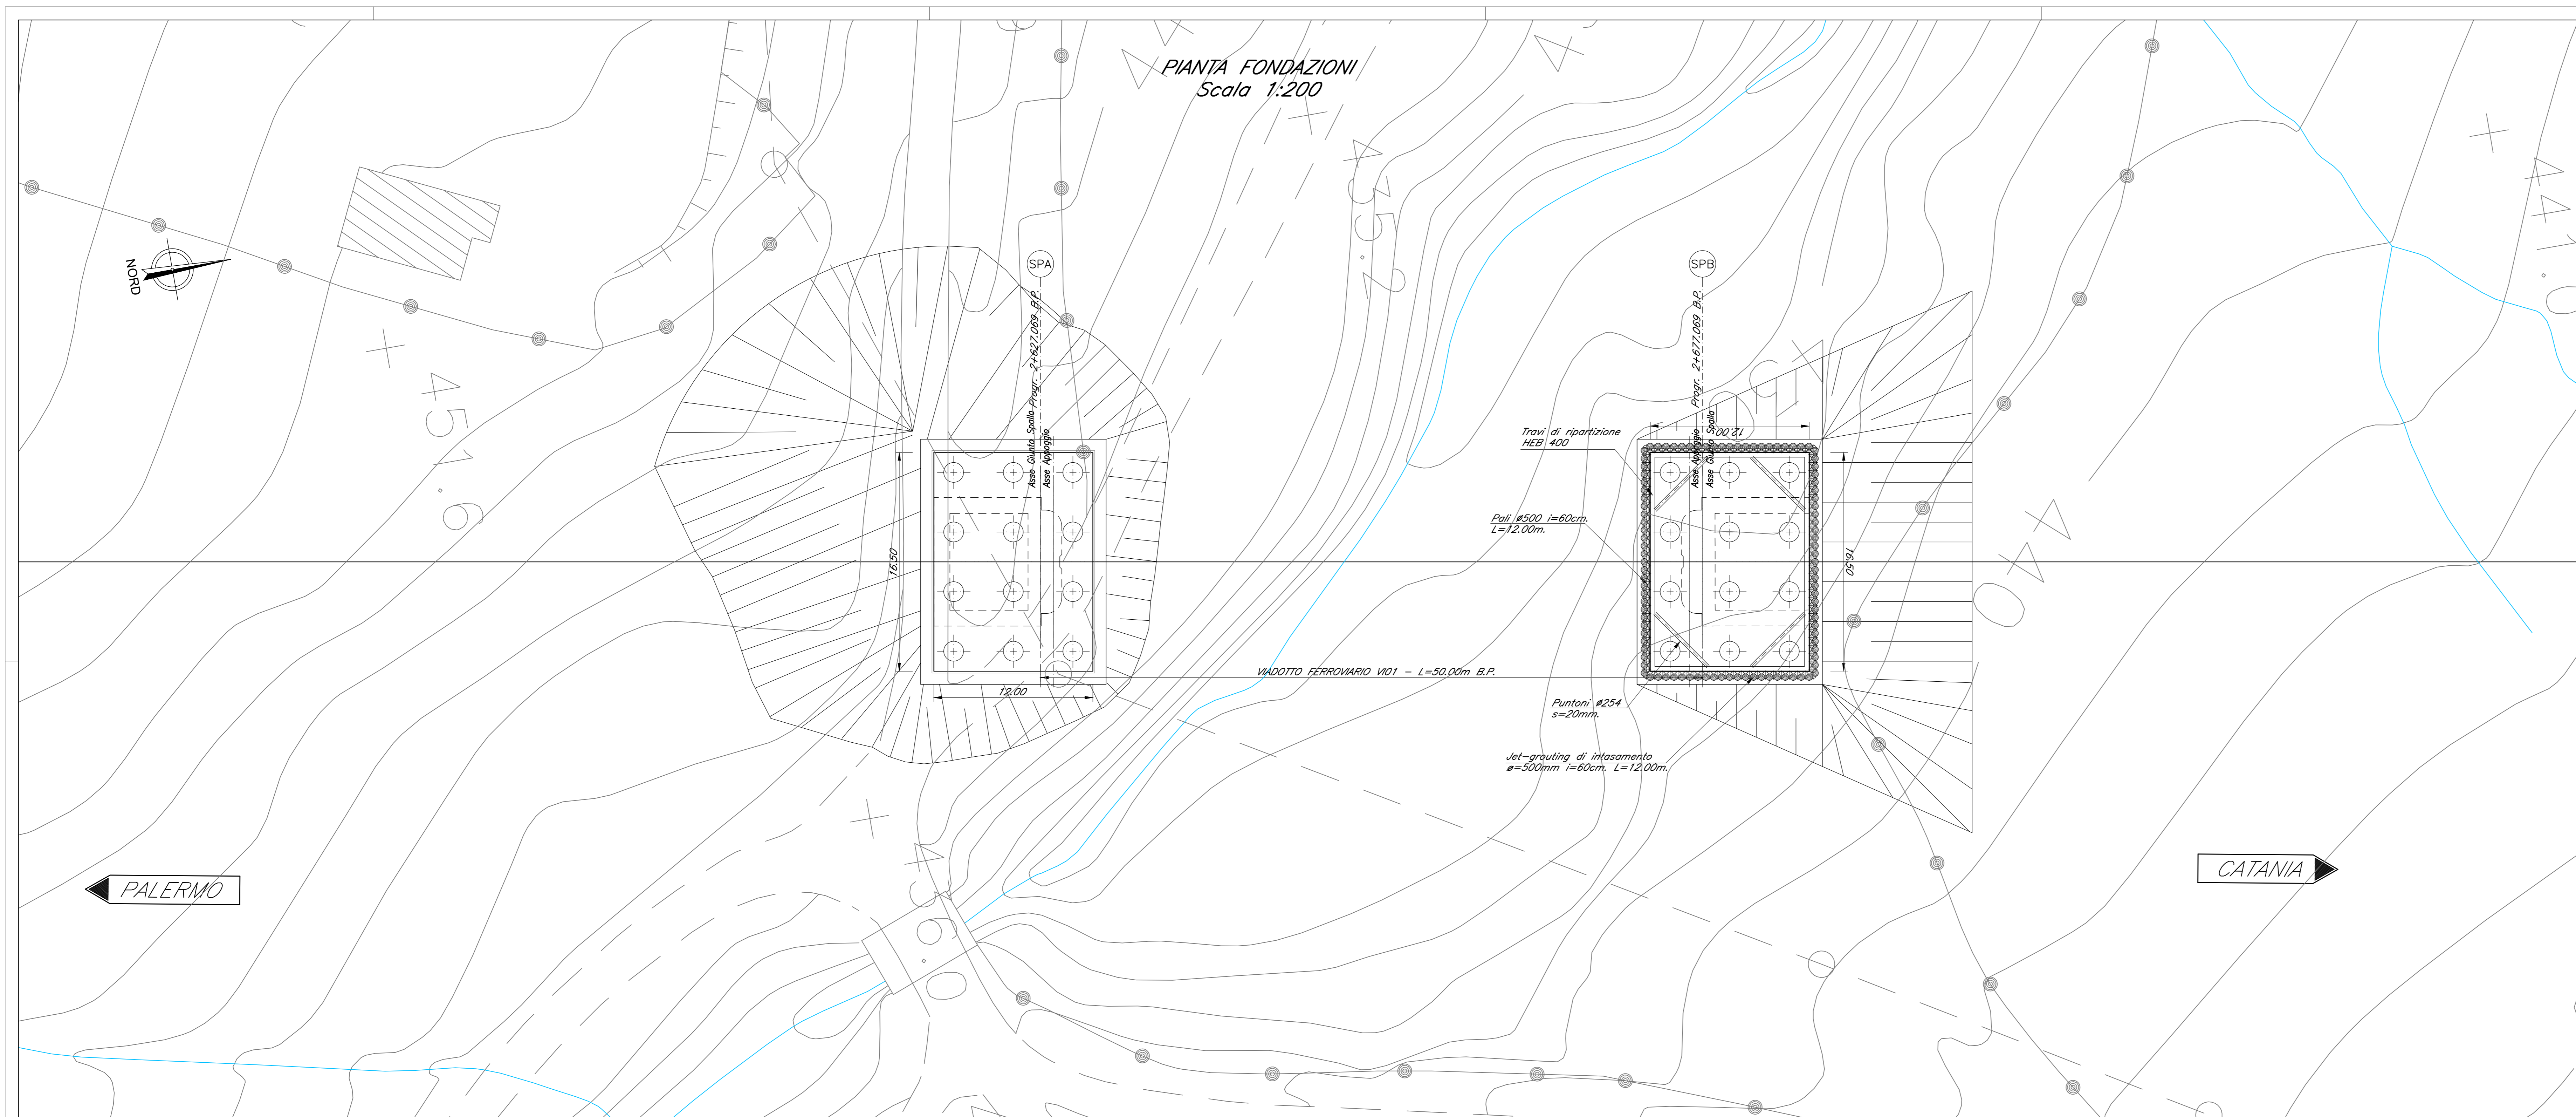 PIANTA FONDAZIONI
Scala 1:200
NORD
SPA
Progr. 2+627.069 B.P.
Asse Giunto Spalla
Asse Appoggio
16.50
12.00
SPB
Progr. 2+677.069 B.P.
Asse Appoggio
Asse Giunto Spalla
12.00
16.50
Travi di ripartizione
HEB 400
Pali ø500 i=60cm.
L=12.00m.
VIADOTTO FERROVIARIO VI01 - L=50.00m B.P.
Puntoni ø254
s=20mm.
Jet-grouting di intasamento
ø=500mm i=60cm. L=12.00m.
PALERMO
CATANIA
451.9